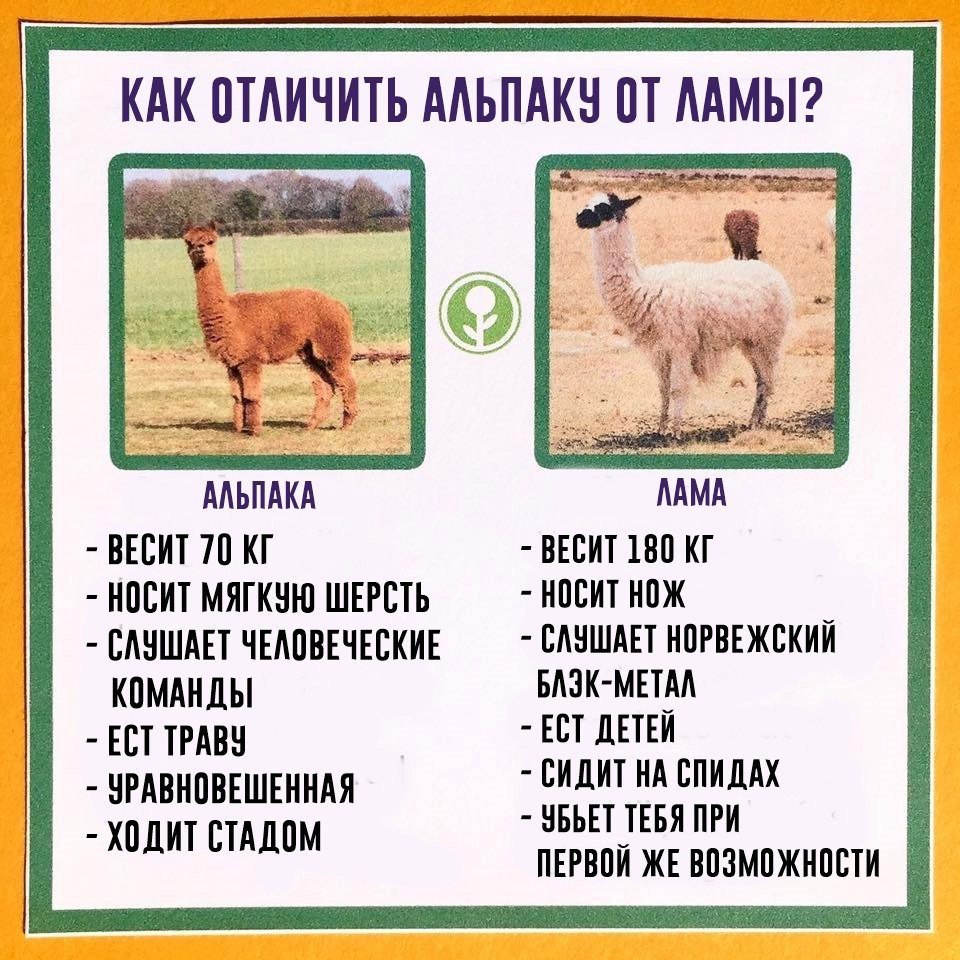 КАК ОТЛИЧИТЬ АЛЬПАКУ ОТ ЛАМЫ?
АЛЬПАКА
- ВЕСИТ 70 КГ
- НОСИТ МЯГКУЮ ШЕРСТЬ
- СЛУШАЕТ ЧЕЛОВЕЧЕСКИЕ
КОМАНДЫ
- ЕСТ ТРАВУ
- УРАВНОВЕШЕННАЯ
- ХОДИТ СТАДОМ
ЛАМА
- ВЕСИТ 180 КГ
- НОСИТ НОЖ
- СЛУШАЕТ НОРВЕЖСКИЙ
БЛЭК-МЕТАЛ
- ЕСТ ДЕТЕЙ
- СИДИТ НА СПИДАХ
- УБЬЕТ ТЕБЯ ПРИ
ПЕРВОЙ ЖЕ ВОЗМОЖНОСТИ